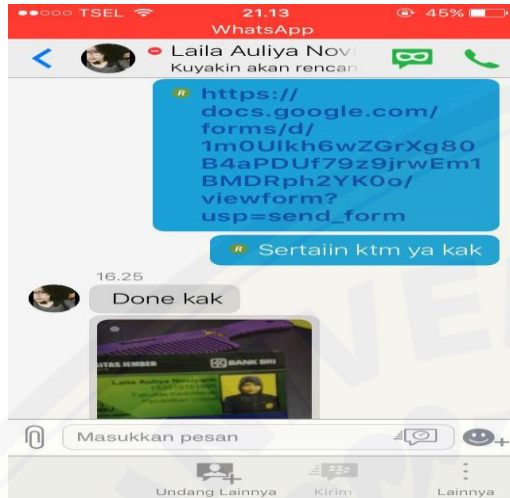 TSEL 21.13 45%
WhatsApp
Laila Auliya Nov
Kuyakin akan rencan
R https://
docs.google.com/
forms/d/
1m0Ulkh6wZGrXg80
B4aPDUf79z9jrwEm1
BMDRph2YK0o/
viewform?
usp=send_form
R Sertaiin ktm ya kak
16.25
Done kak
ITAS JEMBER BANK BRI
Laila Auliya Noviyanti
Masukkan pesan
Undang Lainnya Kirim Lainnya